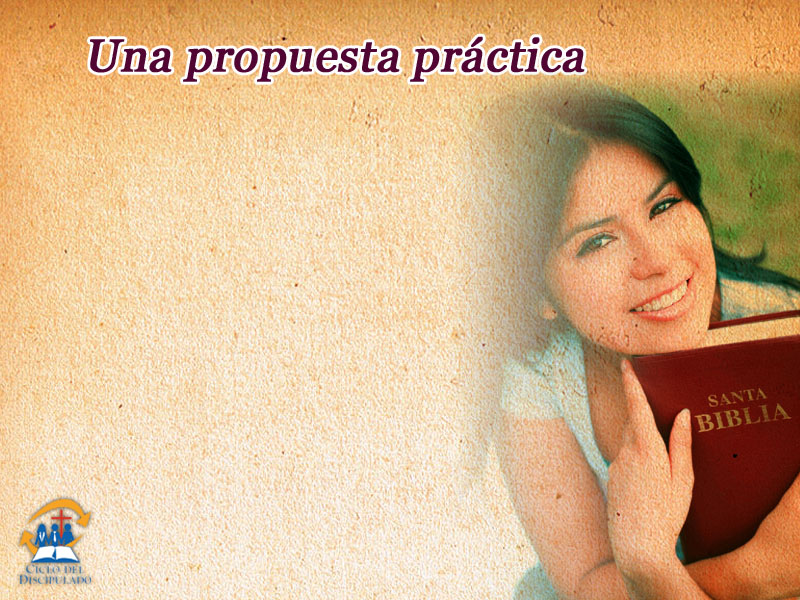 Una propuesta práctica
SANTA
BIBLIA
CICLO DEL
DISCIPULADO